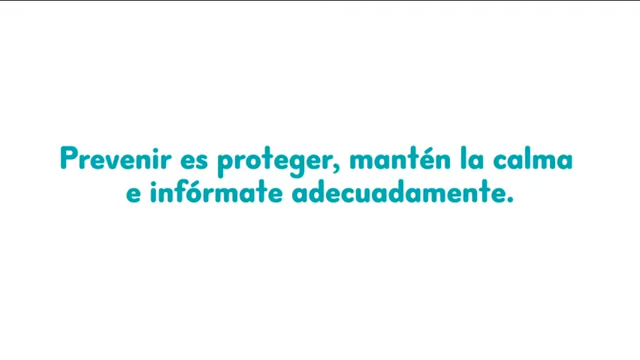 Prevenir es proteger, mantén la calma
e infórmate adecuadamente.